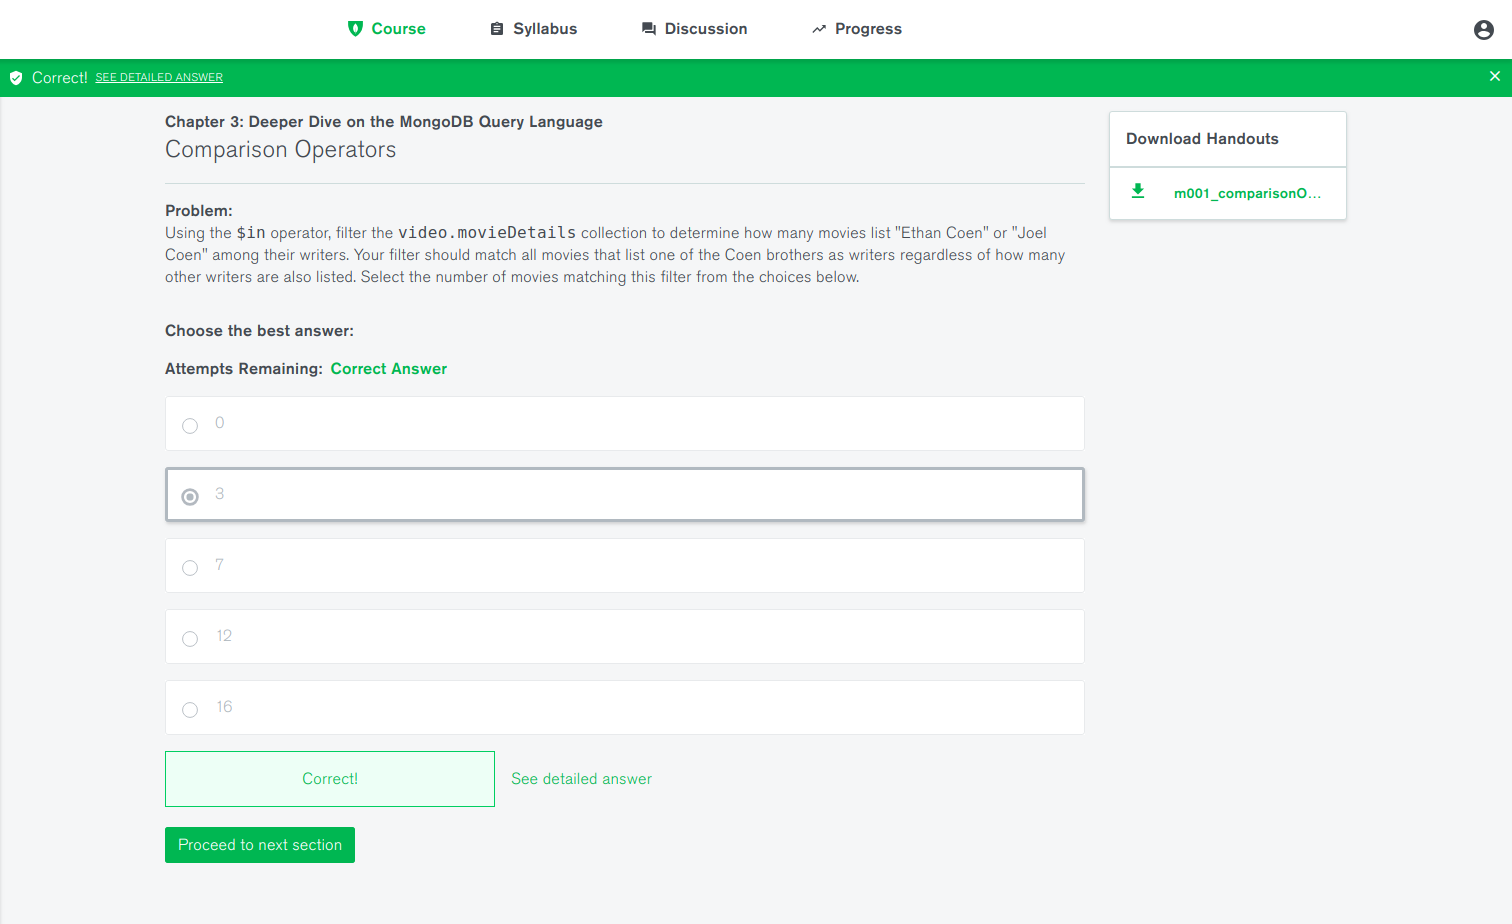 Course Syllabus Discussion Progress
Correct! SEE DETAILED ANSWER
Chapter 3: Deeper Dive on the MongoDB Query Language
Comparison Operators
Download Handouts
m001_comparisonO...
Problem:
Using the $in operator, filter the video.movieDetails collection to determine how many movies list "Ethan Coen" or "Joel
Coen" among their writers. Your filter should match all movies that list one of the Coen brothers as writers regardless of how many
other writers are also listed. Select the number of movies matching this filter from the choices below.
Choose the best answer:
Attempts Remaining: Correct Answer
0
3
7
12
16
Correct! See detailed answer
Proceed to next section